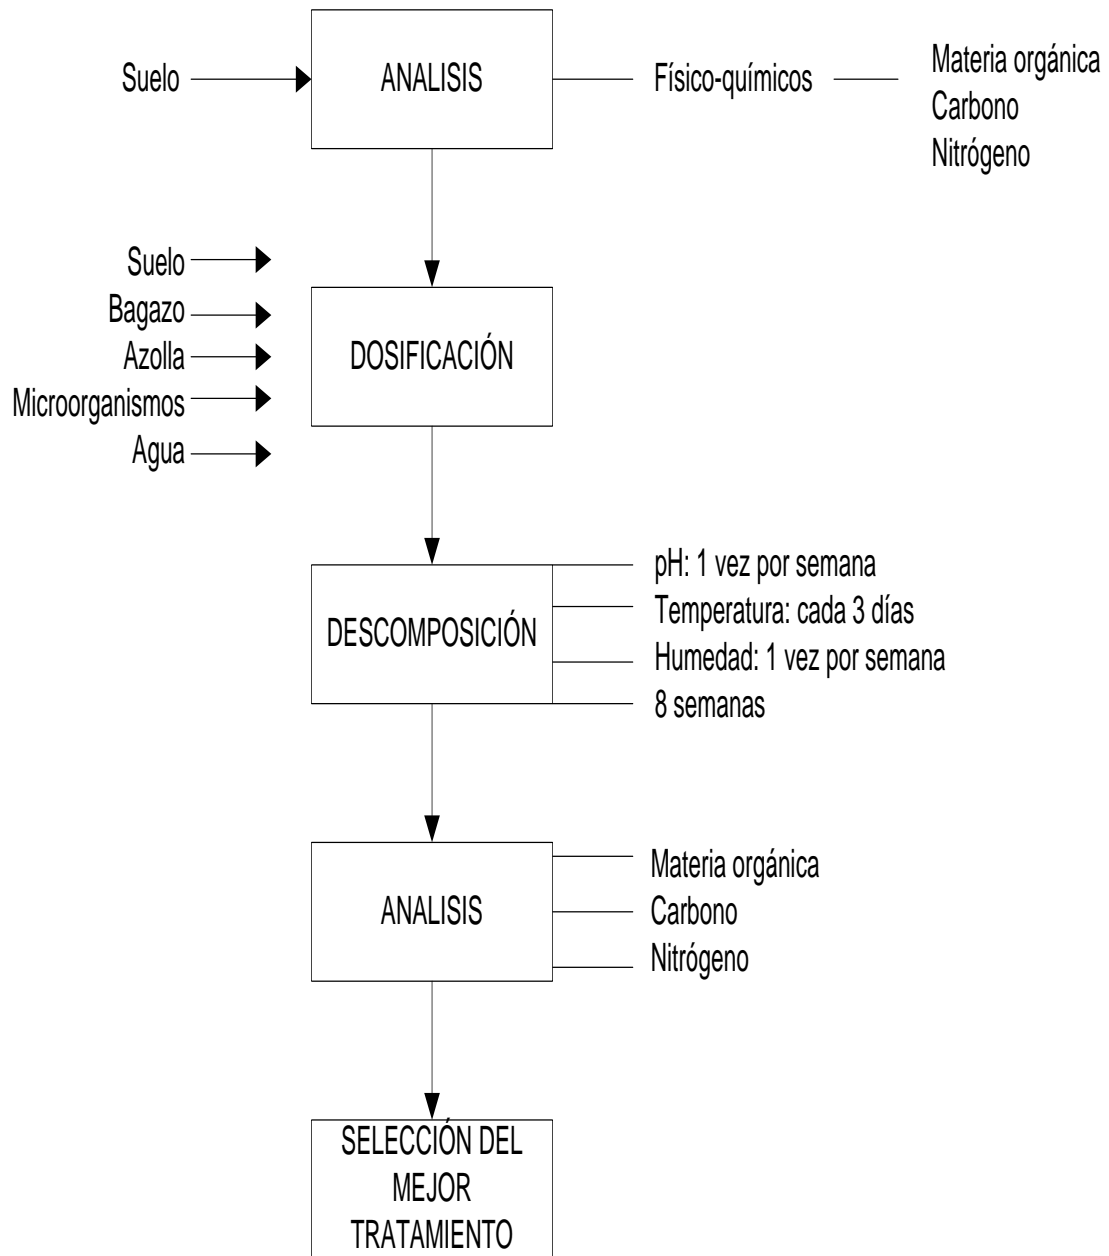 Suelo
ANALISIS
Físico-químicos
Materia orgánica
Carbono
Nitrógeno
Suelo
Bagazo
Azolla
Microorganismos
Agua
DOSIFICACIÓN
DESCOMPOSICIÓN
pH: 1 vez por semana
Temperatura: cada 3 días
Humedad: 1 vez por semana
8 semanas
ANALISIS
Materia orgánica
Carbono
Nitrógeno
SELECCIÓN DEL
MEJOR
TRATAMIENTO